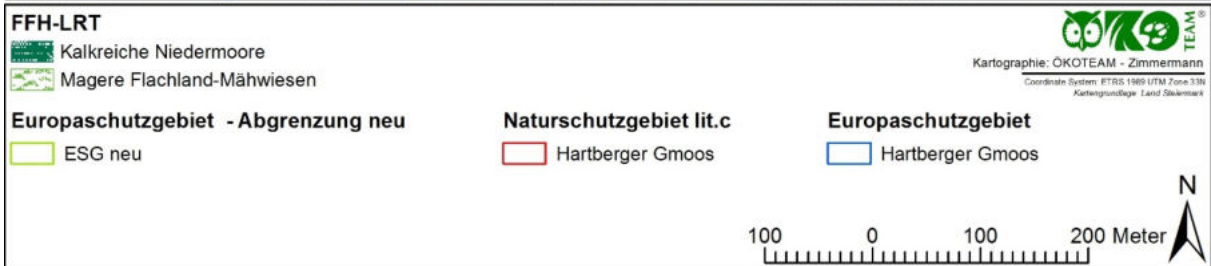 FFH-LRT
Kalkreiche Niedermoore
Magere Flachland-Mähwiesen
ÖKO TEAM®
Kartographie: ÖKOTEAM - Zimmermann
Coordinate System: ETRS 1989 UTM Zone 33N
Kartengrundlage: Land Steiermark
Europaschutzgebiet - Abgrenzung neu
ESG neu
Naturschutzgebiet lit.c
Hartberger Gmoos
Europaschutzgebiet
Hartberger Gmoos
N
100 0 100 200 Meter